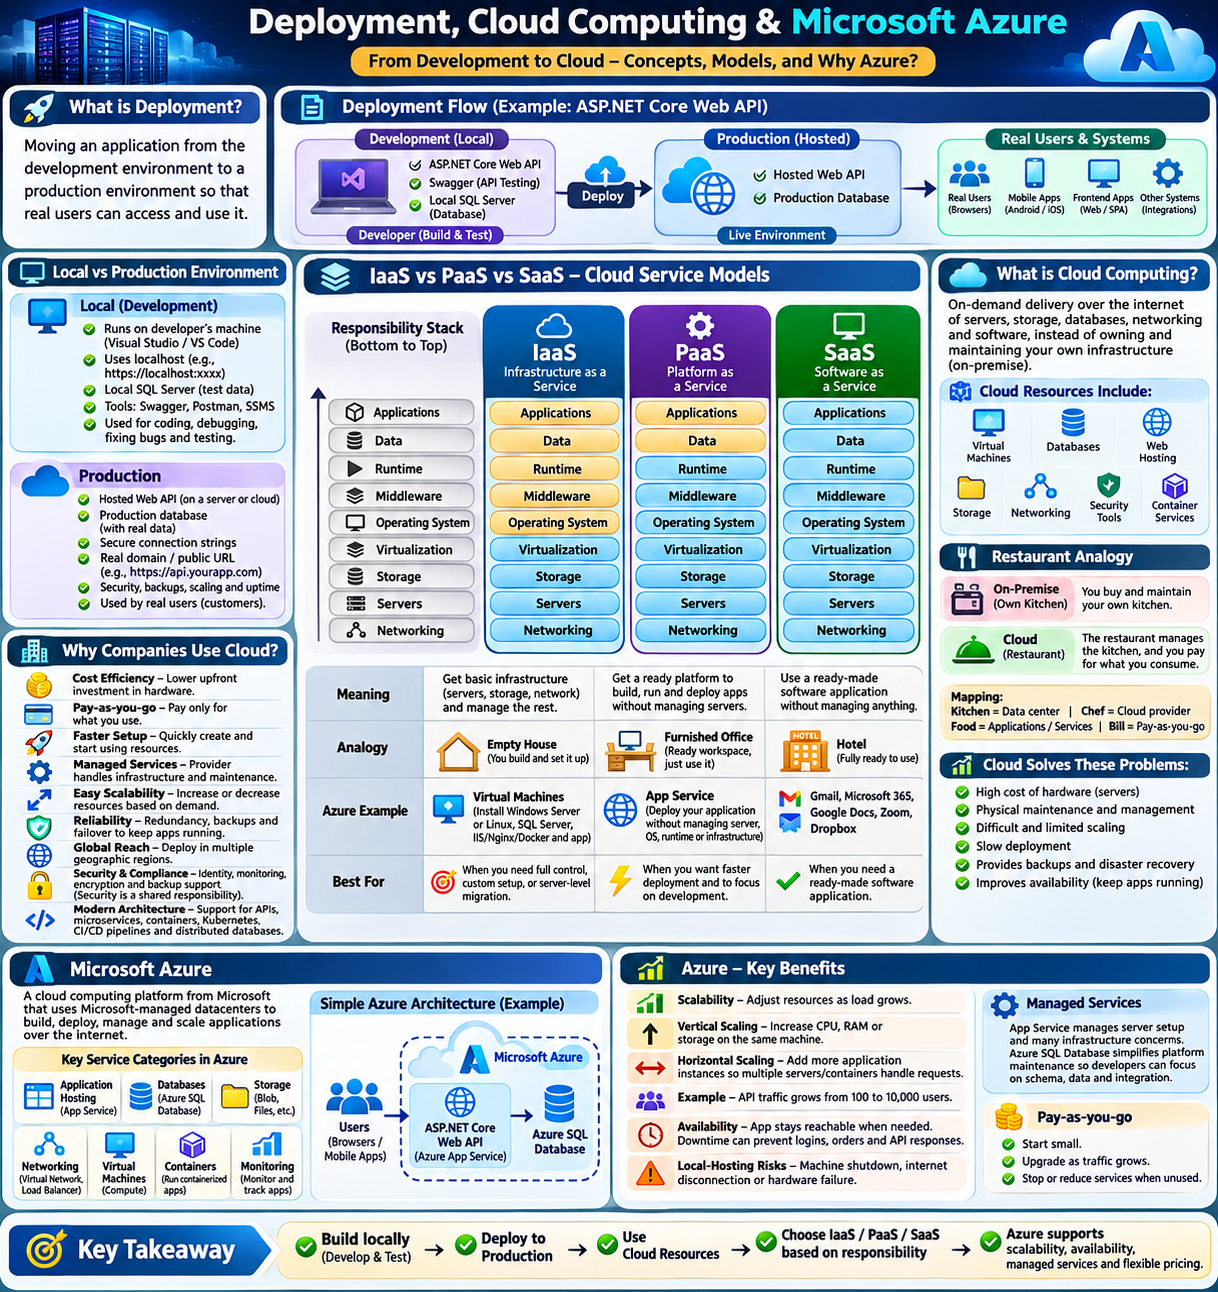 Deployment, Cloud Computing & Microsoft Azure
From Development to Cloud – Concepts, Models, and Why Azure?
What is Deployment?
Moving an application from the
development environment to a
production environment so that
real users can access and use it.
Deployment Flow (Example: ASP.NET Core Web API)
Development (Local)
ASP.NET Core Web API
Swagger (API Testing)
Local SQL Server
(Database)
Developer (Build & Test)
Deploy
Production (Hosted)
Hosted Web API
Production Database
Live Environment
Real Users & Systems
Real Users
(Browsers)
Mobile Apps
(Android / iOS)
Frontend Apps
(Web / SPA)
Other Systems
(Integrations)
Local vs Production Environment
Local (Development)
Runs on developer's machine
(Visual Studio / VS Code)
Uses localhost (e.g.,
https://localhost:xxxx)
Local SQL Server (test data)
Tools: Swagger, Postman, SSMS
Used for coding, debugging,
fixing bugs and testing.
Production
Hosted Web API (on a server or cloud)
Production database
(with real data)
Secure connection strings
Real domain / public URL
(e.g., https://api.yourapp.com)
Security, backups, scaling and uptime
Used by real users (customers).
Why Companies Use Cloud?
Cost Efficiency – Lower upfront
investment in hardware.
Pay-as-you-go – Pay only for
what you use.
Faster Setup – Quickly create and
start using resources.
Managed Services – Provider
handles infrastructure and maintenance.
Easy Scalability – Increase or decrease
resources based on demand.
Reliability – Redundancy, backups and
failover to keep apps running.
Global Reach – Deploy in multiple
geographic regions.
Security & Compliance – Identity, monitoring,
encryption and backup support
(Security is a shared responsibility).
Modern Architecture – Support for APIs,
microservices, containers, Kubernetes,
CI/CD pipelines and distributed databases.
IaaS vs PaaS vs SaaS – Cloud Service Models
Responsibility Stack
(Bottom to Top)
Applications
Data
Runtime
Middleware
Operating System
Virtualization
Storage
Servers
Networking
IaaS
Infrastructure as a
Service
Applications
Data
Runtime
Middleware
Operating System
Virtualization
Storage
Servers
Networking
PaaS
Platform as
a Service
Applications
Data
Runtime
Middleware
Operating System
Virtualization
Storage
Servers
Networking
SaaS
Software as
a Service
Applications
Data
Runtime
Middleware
Operating System
Virtualization
Storage
Servers
Networking
Meaning
Get basic infrastructure
(servers, storage, network)
and manage the rest.
Get a ready platform to
build, run and deploy apps
without managing servers.
Use a ready-made
software application
without managing anything.
Analogy
Empty House
(You build and set it up)
Furnished Office
(Ready workspace,
just use it)
HOTEL
Hotel
(Fully ready to use)
Azure Example
Virtual Machines
(Install Windows Server
or Linux, SQL Server,
IIS/Nginx/Docker and app)
App Service
(Deploy your application
without managing server,
OS, runtime or infrastructure)
Gmail, Microsoft 365,
Google Docs, Zoom,
Dropbox
Best For
When you need full control,
custom setup, or server-level
migration.
When you want faster
deployment and to focus
on development.
When you need a
ready-made software
application.
What is Cloud Computing?
On-demand delivery over the internet
of servers, storage, databases, networking
and software, instead of owning and
maintaining your own infrastructure
(on-premise).
Cloud Resources Include:
Virtual
Machines
Databases
Web
Hosting
Storage
Networking
Security
Tools
Container
Services
Restaurant Analogy
On-Premise
(Own Kitchen)
You buy and maintain
your own kitchen.
Cloud
(Restaurant)
The restaurant manages
the kitchen, and you pay
for what you consume.
Mapping:
Kitchen = Data center | Chef = Cloud provider
Food = Applications / Services | Bill = Pay-as-you-go
Cloud Solves These Problems:
High cost of hardware (servers)
Physical maintenance and management
Difficult and limited scaling
Slow deployment
Provides backups and disaster recovery
Improves availability (keep apps running)
Microsoft Azure
A cloud computing platform from Microsoft
that uses Microsoft-managed datacenters to
build, deploy, manage and scale applications
over the internet.
Key Service Categories in Azure
Application
Hosting
(App Service)
Databases
(Azure SQL
Database)
Storage
(Blob,
Files, etc.)
Networking
(Virtual Network,
Load Balancer)
Virtual
Machines
(Compute)
Containers
(Run containerized
apps)
Monitoring
(Monitor and
track apps)
Simple Azure Architecture (Example)
Microsoft Azure
Users
(Browsers /
Mobile Apps)
ASP.NET Core
Web API
(Azure App Service)
Azure SQL
Database
Azure – Key Benefits
Scalability – Adjust resources as load grows.
Vertical Scaling – Increase CPU, RAM or
storage on the same machine.
Horizontal Scaling – Add more application
instances so multiple servers/containers handle requests.
Example – API traffic grows from 100 to 10,000 users.
Availability – App stays reachable when needed.
Downtime can prevent logins, orders and API responses.
Local-Hosting Risks – Machine shutdown, internet
disconnection or hardware failure.
Managed Services
App Service manages server setup
and many infrastructure concerns.
Azure SQL Database simplifies platform
maintenance so developers can focus
on schema, data and integration.
Pay-as-you-go
Start small.
Upgrade as traffic grows.
Stop or reduce services when unused.
Key Takeaway
Build locally
(Develop & Test)
Deploy to
Production
Use
Cloud Resources
Choose IaaS / PaaS / SaaS
based on responsibility
Azure supports
scalability, availability,
managed services and flexible pricing.